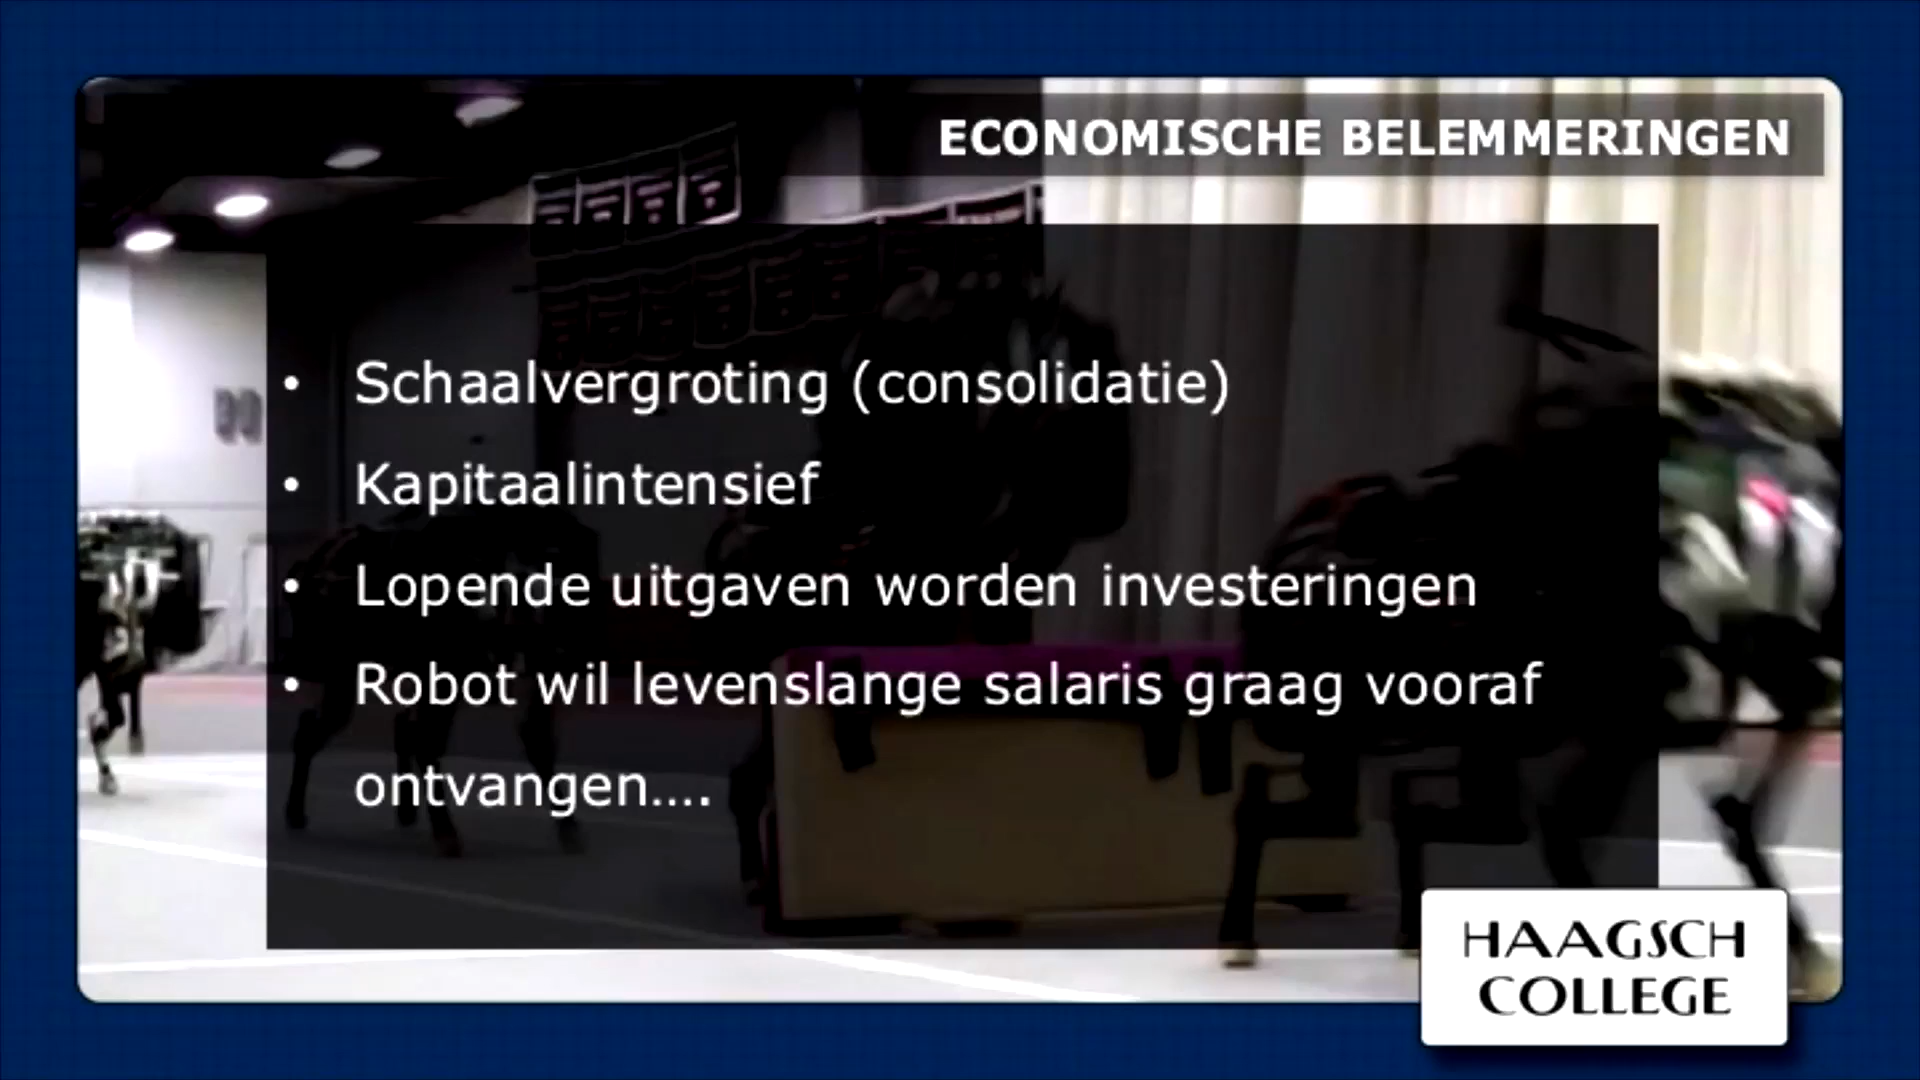 ECONOMISCHE BELEMMERINGEN
• Schaalvergroting (consolidatie)
• Kapitaalintensief
• Lopende uitgaven worden investeringen
• Robot wil levenslange salaris graag vooraf
ontvangen....
HAAGSCH
COLLEGE